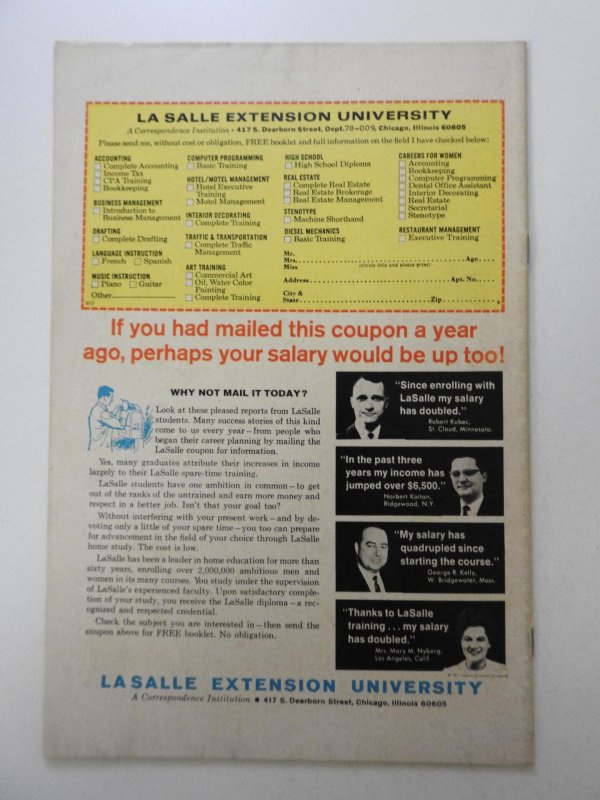 LA SALLE EXTENSION UNIVERSITY
A Correspondence Institution • 417 S. Dearborn Street, Dept. 78-009, Chicago, Illinois 60605
Please send me, without cost or obligation, FREE booklet and full information on the field I have checked below:
ACCOUNTING
Complete Accounting
Income Tax
CPA Training
Bookkeeping
BUSINESS MANAGEMENT
Introduction to
Business Management
DRAFTING
Complete Drafting
LANGUAGE INSTRUCTION
French Spanish
MUSIC INSTRUCTION
Piano Guitar
Other
COMPUTER PROGRAMMING
Basic Training
HOTEL/MOTEL MANAGEMENT
Hotel Executive
Training
Motel Management
INTERIOR DECORATING
Complete Training
TRAFFIC & TRANSPORTATION
Complete Traffic
Management
ART TRAINING
Commercial Art
Oil, Water Color
Painting
Complete Training
HIGH SCHOOL
High School Diploma
REAL ESTATE
Complete Real Estate
Real Estate Brokerage
Real Estate Management
STENOTYPE
Machine Shorthand
DIESEL MECHANICS
Basic Training
CAREERS FOR WOMEN
Accounting
Bookkeeping
Computer Programming
Dental Office Assistant
Interior Decorating
Real Estate
Secretarial
Stenotype
RESTAURANT MANAGEMENT
Executive Training
Mr.
Mrs. Age
Miss (Circle title and please print)
Address Apt. No.
City &
State Zip
If you had mailed this coupon a year
ago, perhaps your salary would be up too!
WHY NOT MAIL IT TODAY?
Look at these pleased reports from LaSalle
students. Many success stories of this kind
come to us every year—from people who
began their career planning by mailing the
LaSalle coupon for information.
Yes, many graduates attribute their increases in income
largely to their LaSalle spare-time training.
LaSalle students have one ambition in common—to get
out of the ranks of the untrained and earn more money and
respect in a better job. Isn't that your goal too?
Without interfering with your present work—and by de-
voting only a little of your spare time—you too can prepare
for advancement in the field of your choice through LaSalle
home study. The cost is low.
LaSalle has been a leader in home education for more than
sixty years, enrolling over 2,000,000 ambitious men and
women in its many courses. You study under the supervision
of LaSalle's experienced faculty. Upon satisfactory comple-
tion of your study, you receive the LaSalle diploma—a rec-
ognized and respected credential.
Check the subject you are interested in—then send the
coupon above for FREE booklet. No obligation.
"Since enrolling with
LaSalle my salary
has doubled."
Robert Kubec,
St. Cloud, Minnesota.
"In the past three
years my income has
jumped over $6,500."
Norbert Kaitan,
Ridgewood, N.Y.
"My salary has
quadrupled since
starting the course."
George R. Kelly,
W. Bridgewater, Mass.
"Thanks to LaSalle
training . . . my salary
has doubled."
Mrs. Mary M. Nyberg,
Los Angeles, Calif.
LASALLE EXTENSION UNIVERSITY
A Correspondence Institution • 417 S. Dearborn Street, Chicago, Illinois 60605